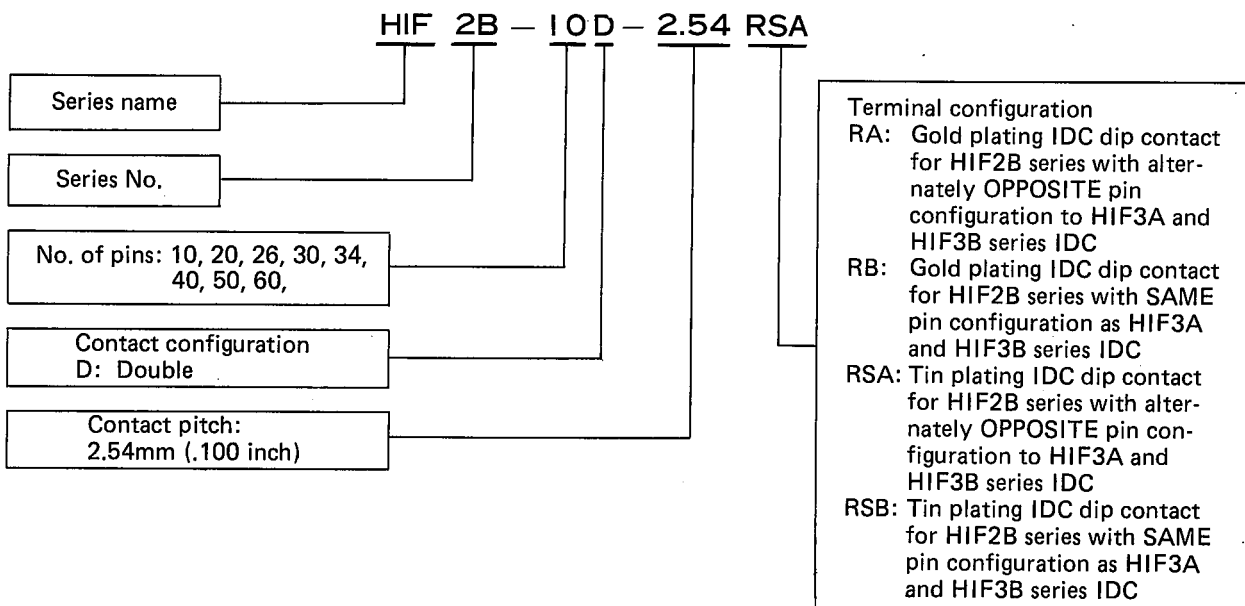 HIF 2B – 10 D – 2.54 RSA
Series name
Series No.
No. of pins: 10, 20, 26, 30, 34,
40, 50, 60,
Contact configuration
D: Double
Contact pitch:
2.54mm (.100 inch)
Terminal configuration
RA: Gold plating IDC dip contact
for HIF2B series with alter-
nately OPPOSITE pin
configuration to HIF3A and
HIF3B series IDC
RB: Gold plating IDC dip contact
for HIF2B series with SAME
pin configuration as HIF3A
and HIF3B series IDC
RSA: Tin plating IDC dip contact
for HIF2B series with alter-
nately OPPOSITE pin con-
figuration to HIF3A and
HIF3B series IDC
RSB: Tin plating IDC dip contact
for HIF2B series with SAME
pin configuration as HIF3A
and HIF3B series IDC